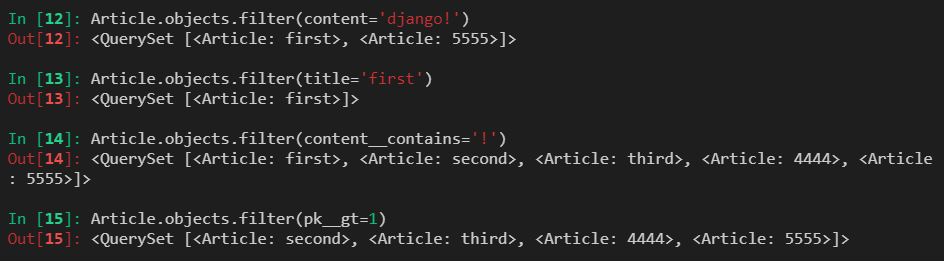 In [12]: Article.objects.filter(content='django!')
Out[12]: <QuerySet [<Article: first>, <Article: 5555>]>
In [13]: Article.objects.filter(title='first')
Out[13]: <QuerySet [<Article: first>]>
In [14]: Article.objects.filter(content__contains='!')
Out[14]: <QuerySet [<Article: first>, <Article: second>, <Article: third>, <Article: 4444>, <Article
: 5555>]>
In [15]: Article.objects.filter(pk__gt=1)
Out[15]: <QuerySet [<Article: second>, <Article: third>, <Article: 4444>, <Article: 5555>]>